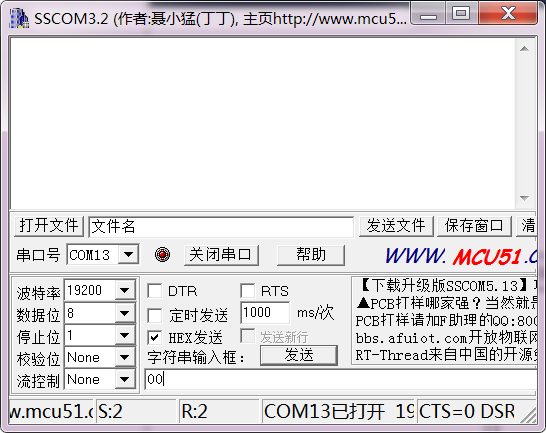 SSCOM3.2 (作者:聂小猛(丁丁), 主页http://www.mcu5...
打开文件 文件名 发送文件 保存窗口 清
串口号 COM13 关闭串口 帮助 WWW. MCU51.c
波特率 19200 DTR RTS
数据位 8 定时发送 1000 ms/次
停止位 1 HEX发送 发送新行
校验位 None 字符串输入框: 发送
流控制 None 00
【下载升级版SSCOM5.13】
▲PCB打样哪家强?当然就是
PCB打样请加F助理的QQ:800
bbs.afuiot.com开放物联网
RT-Thread来自中国的开源
w.mcu51.c S:2 R:2 COM13已打开 19 CTS=0 DSR